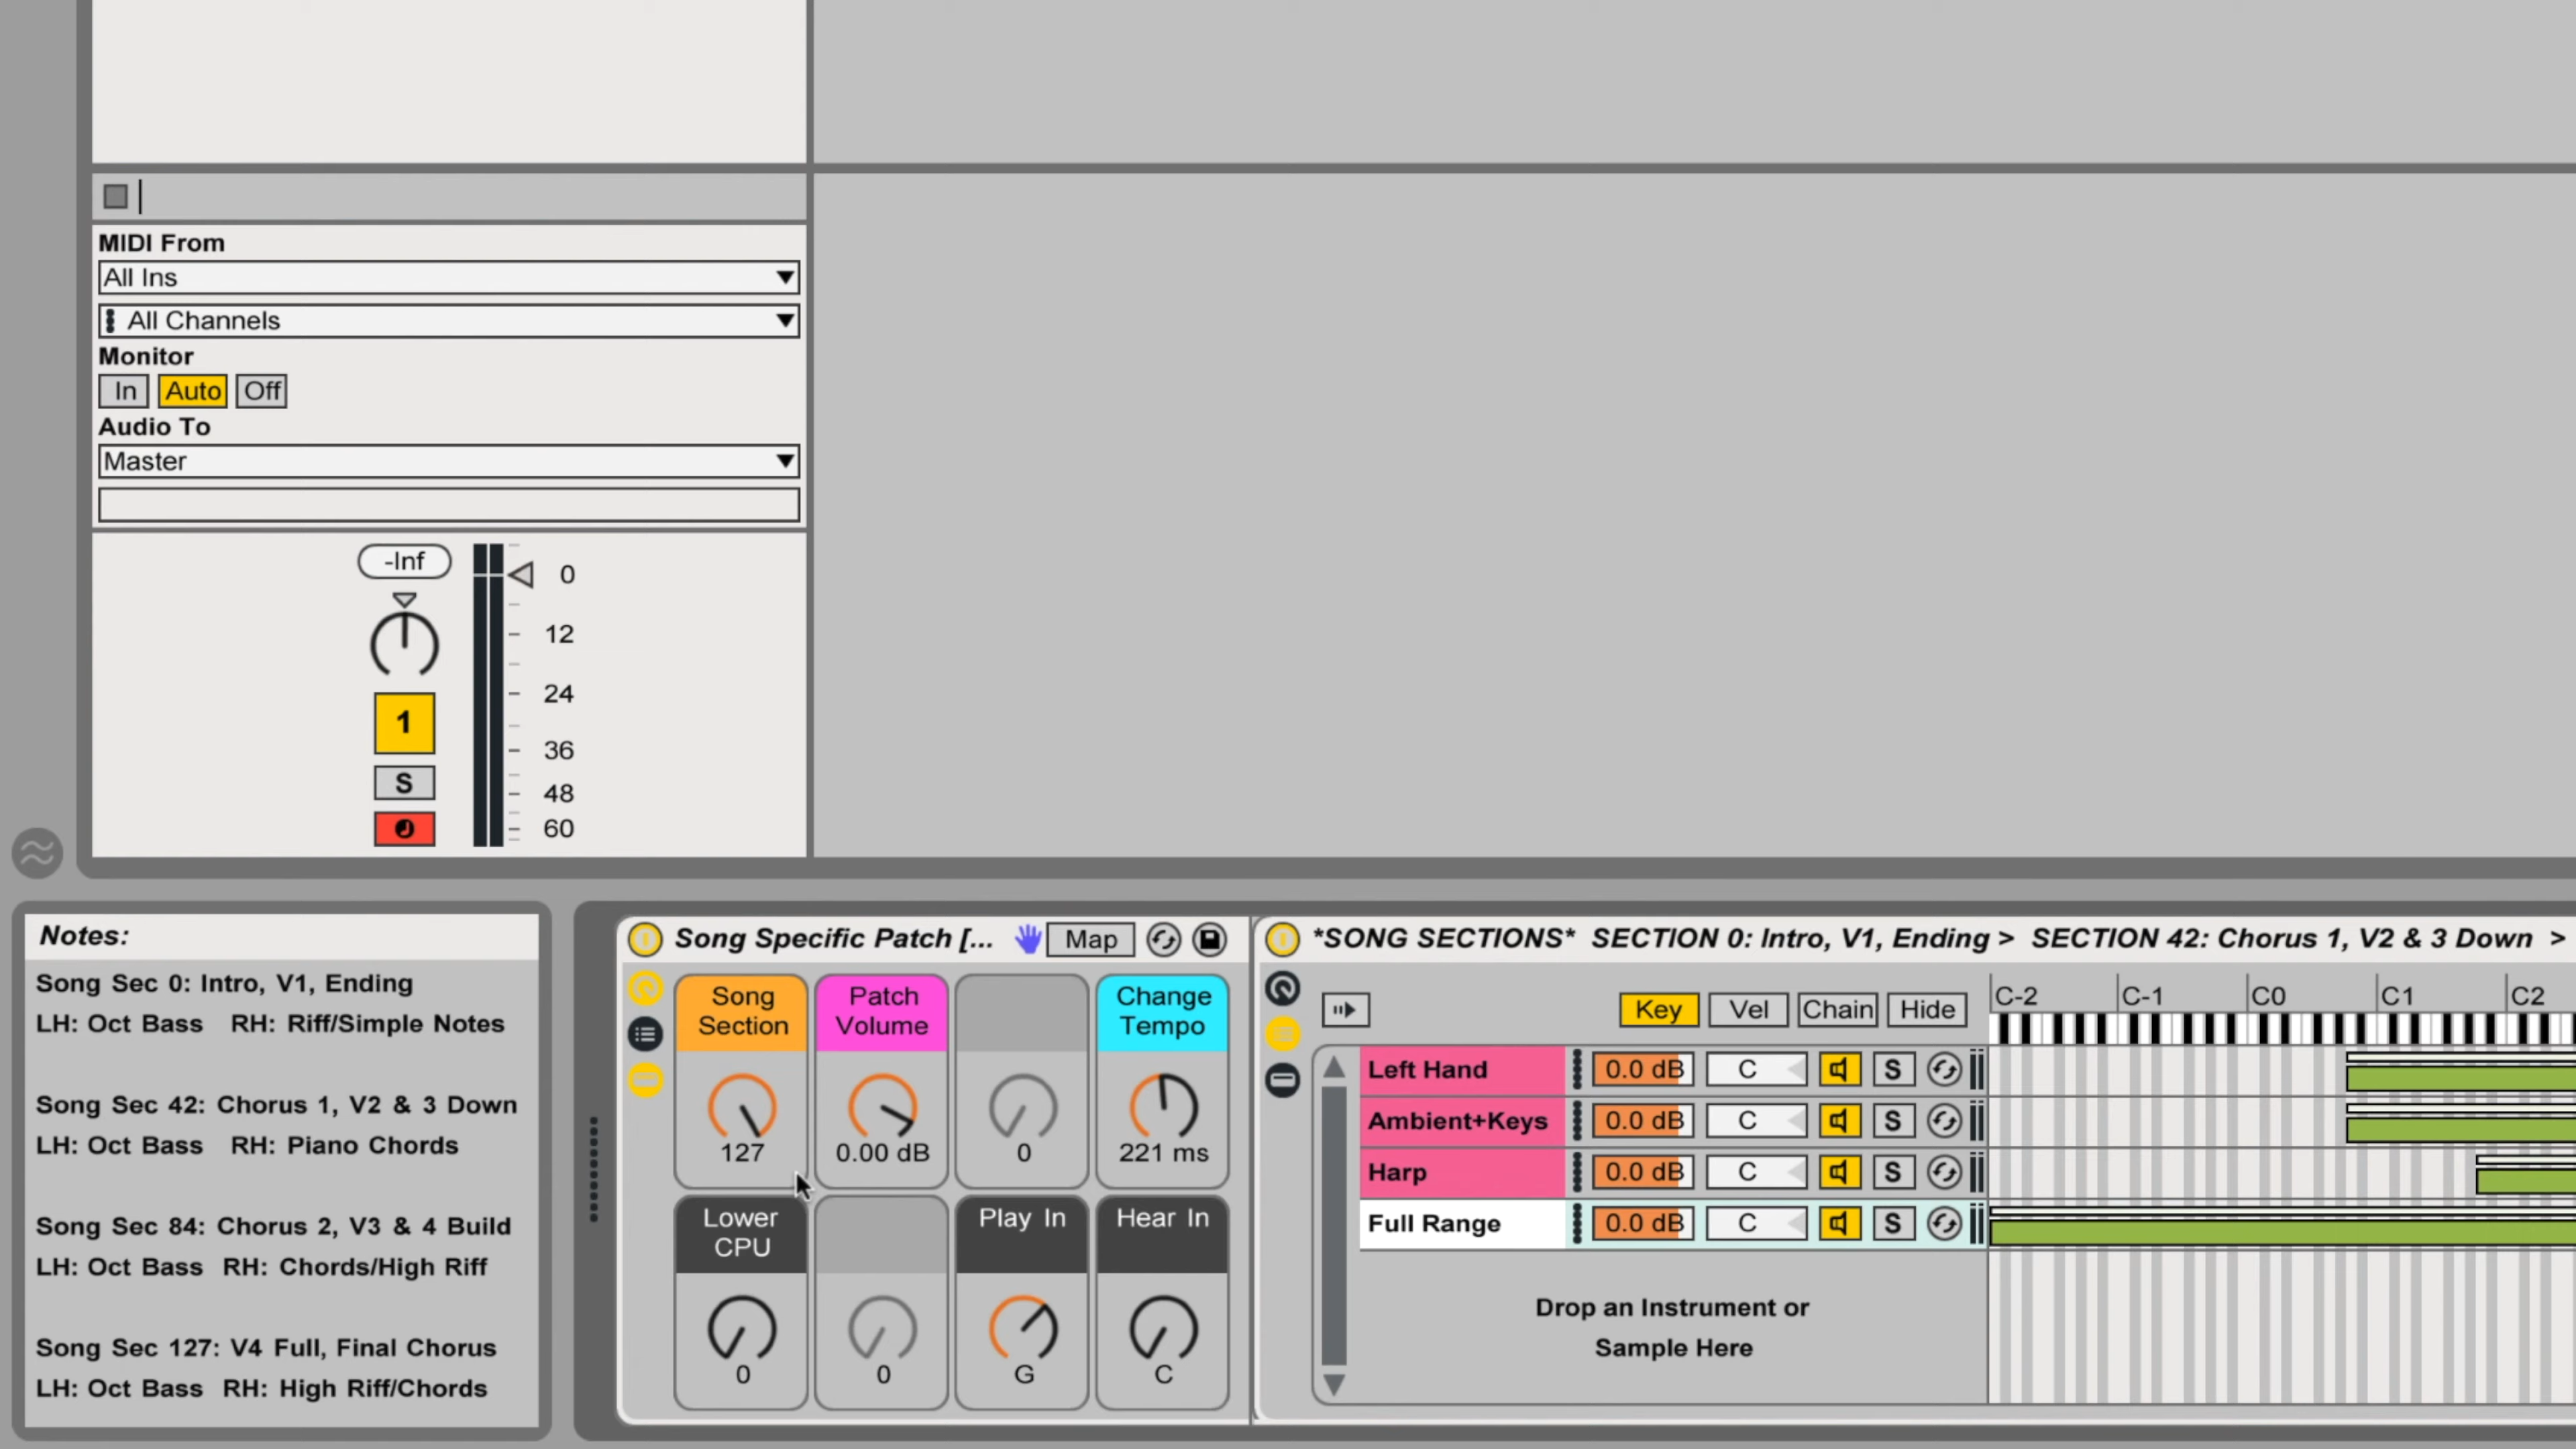 MIDI From
All Ins
All Channels
Monitor
In Auto Off
Audio To
Master
-Inf
0
12
24
36
48
60
1
S
Notes:
Song Sec 0: Intro, V1, Ending
LH: Oct Bass RH: Riff/Simple Notes
Song Sec 42: Chorus 1, V2 & 3 Down
LH: Oct Bass RH: Piano Chords
Song Sec 84: Chorus 2, V3 & 4 Build
LH: Oct Bass RH: Chords/High Riff
Song Sec 127: V4 Full, Final Chorus
LH: Oct Bass RH: High Riff/Chords
Song Specific Patch [... Map
Song Section
127
Patch Volume
0.00 dB
0
Change Tempo
221 ms
Lower CPU
0
0
Play In
G
Hear In
C
*SONG SECTIONS* SECTION 0: Intro, V1, Ending > SECTION 42: Chorus 1, V2 & 3 Down >
Key Vel Chain Hide
C-2 C-1 C0 C1 C2
Left Hand 0.0 dB C S
Ambient+Keys 0.0 dB C S
Harp 0.0 dB C S
Full Range 0.0 dB C S
Drop an Instrument or
Sample Here